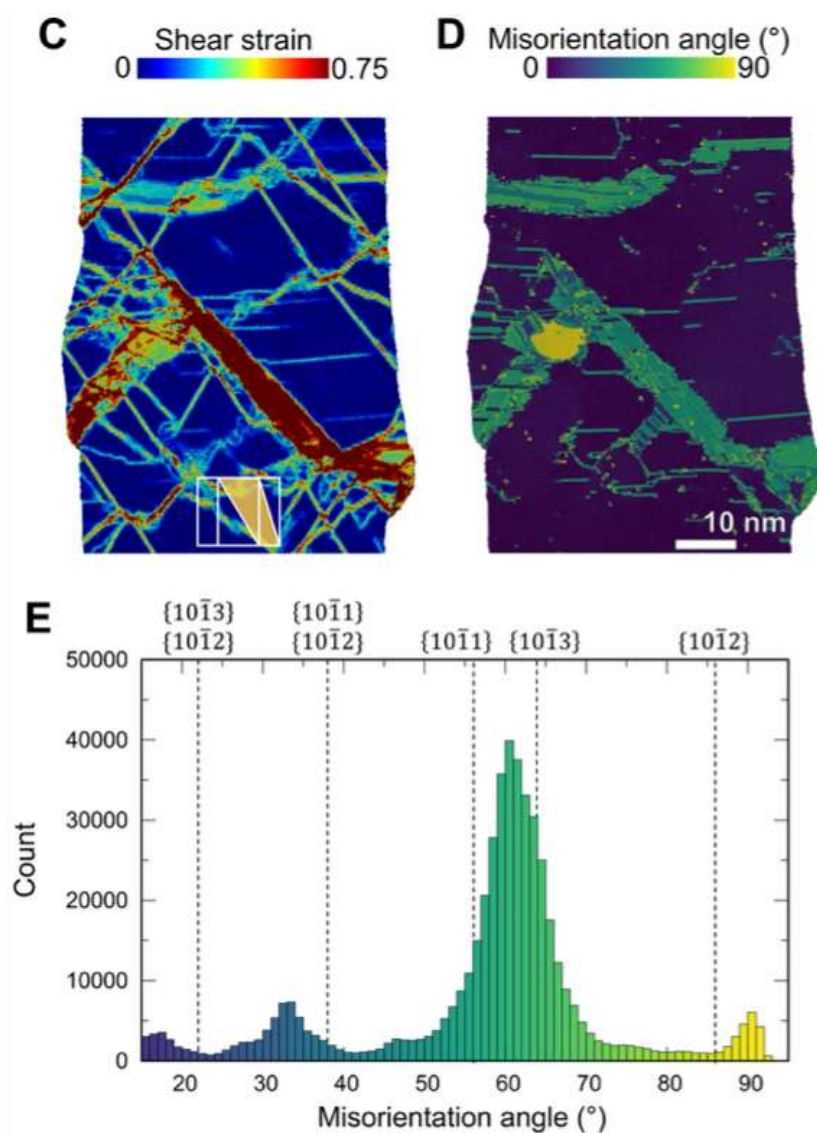 C
Shear strain
0 0.75
D
Misorientation angle (°)
0 90
10 nm
E
{101̄3} {101̄1}
{101̄2} {101̄2} {101̄1} {101̄3} {101̄2}
50000
40000
30000
20000
10000
0
Count
20 30 40 50 60 70 80 90
Misorientation angle (°)